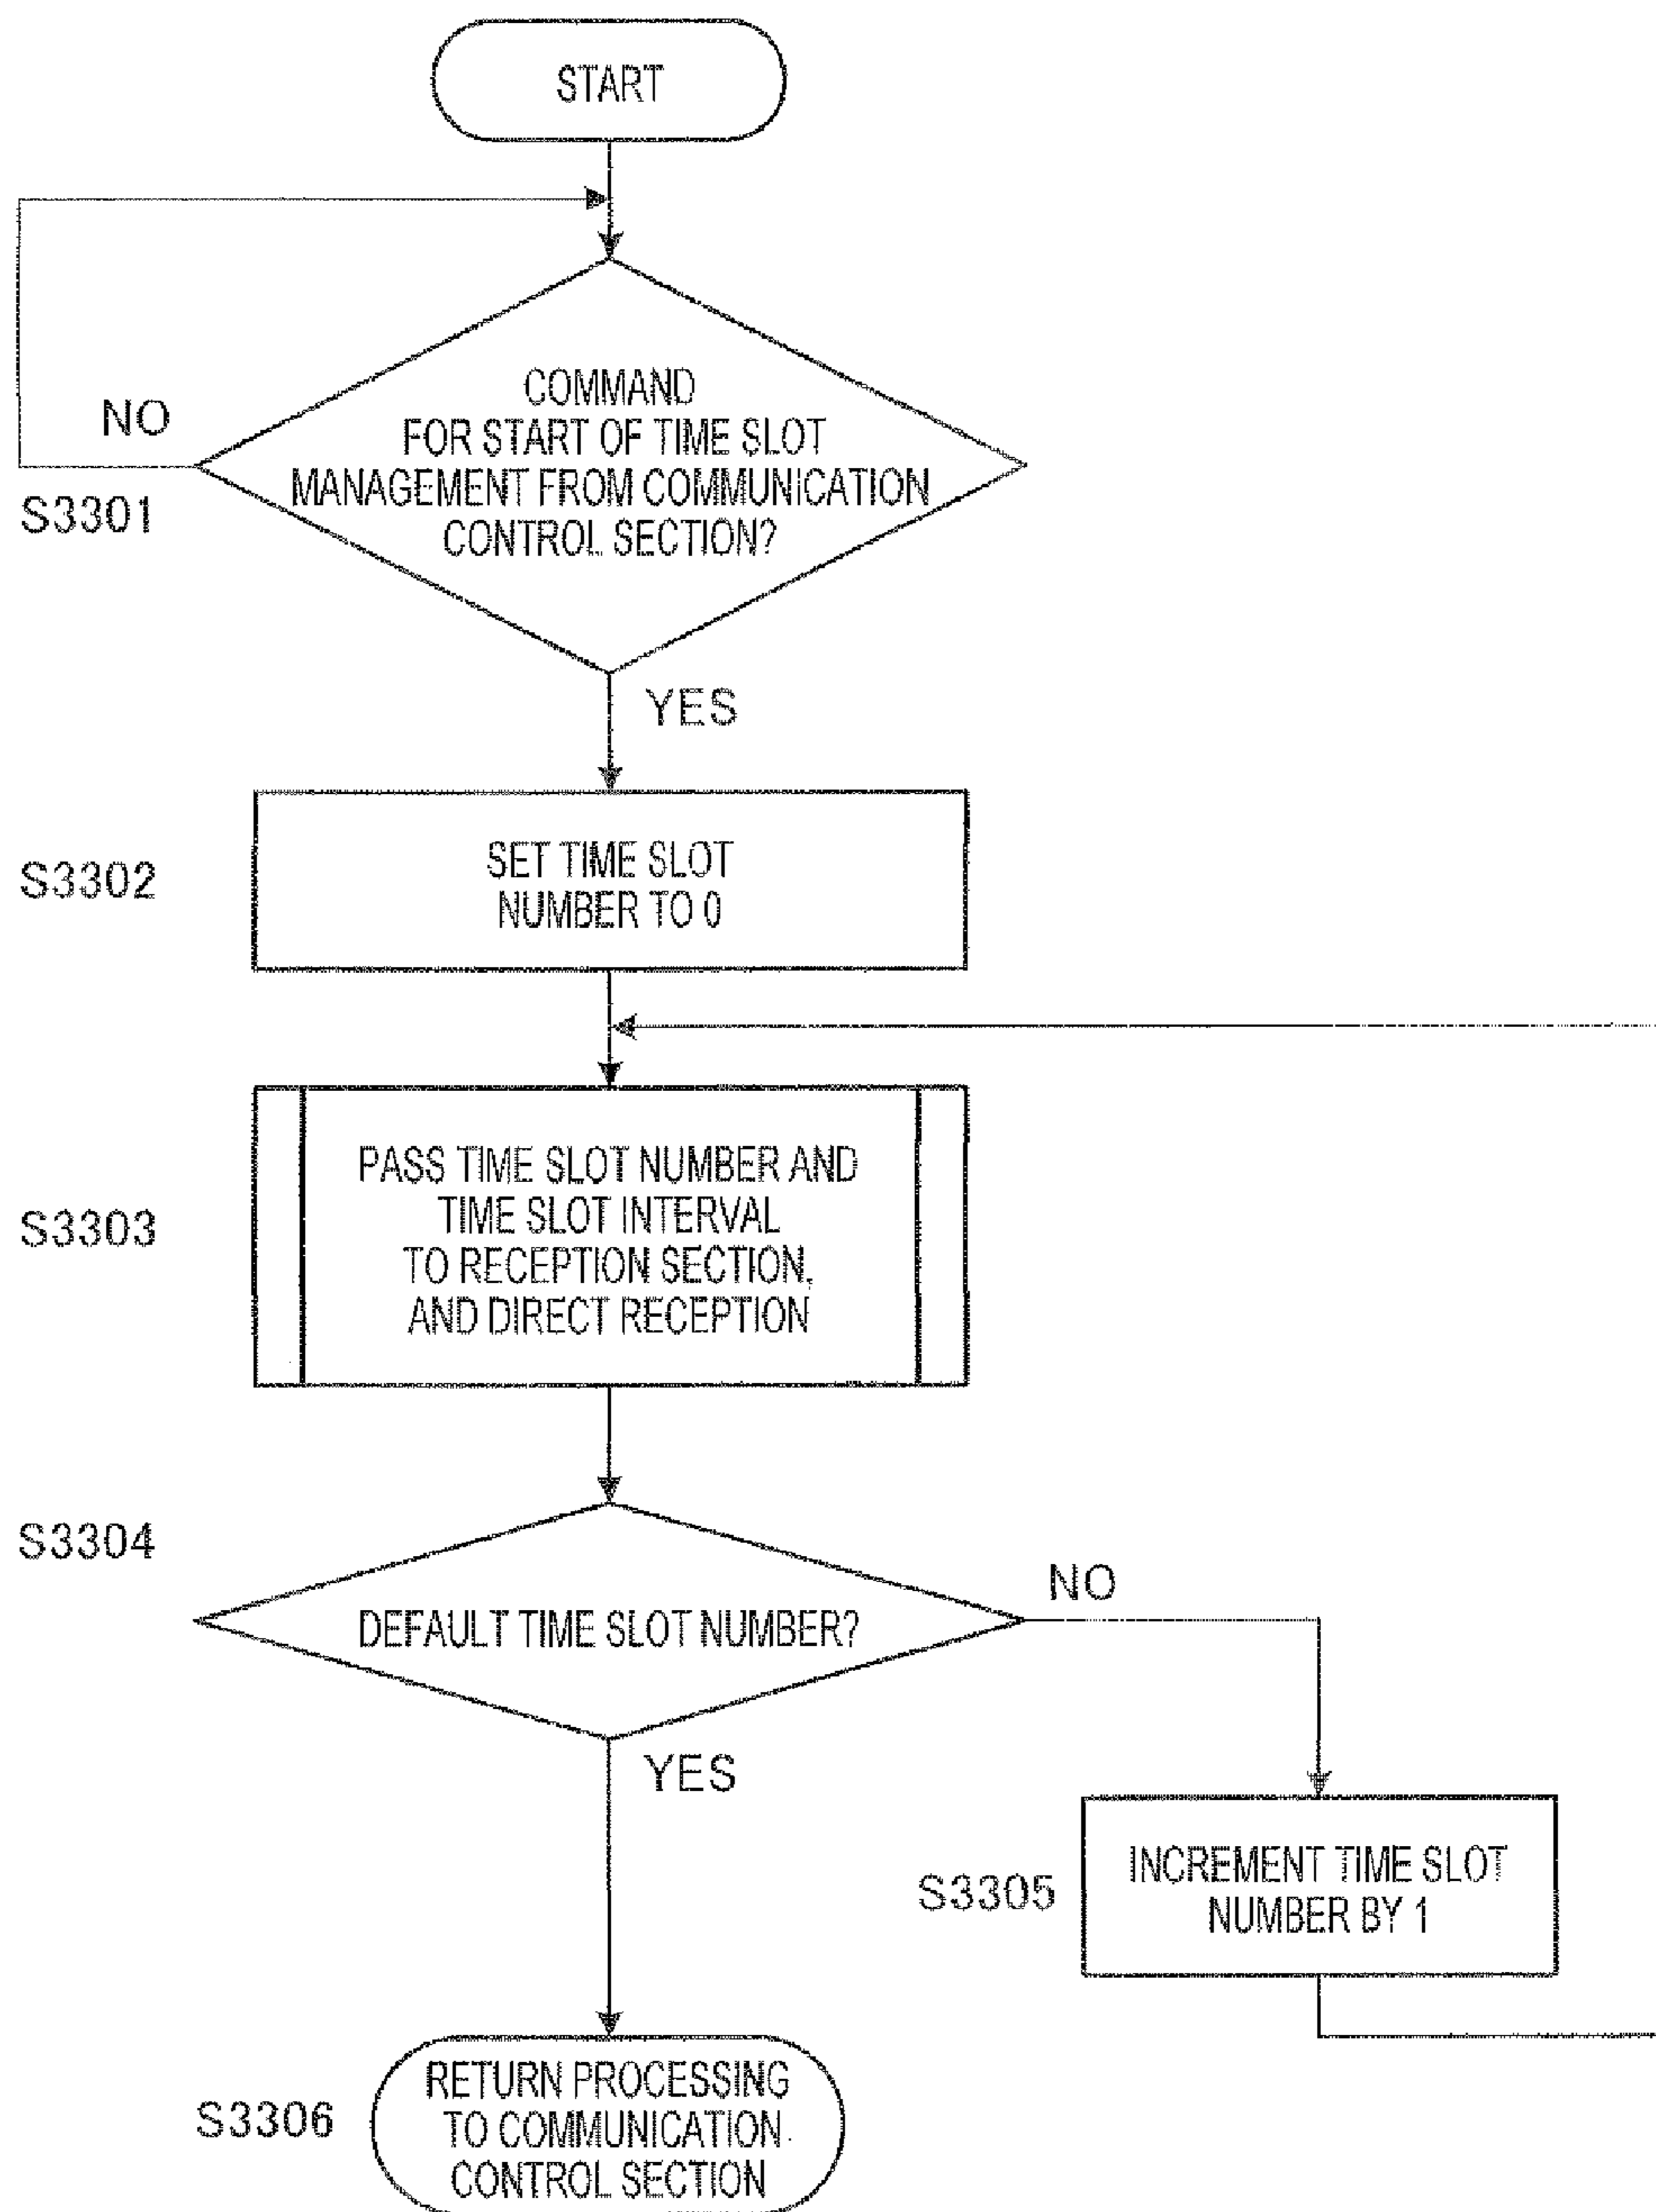 START
COMMAND
FOR START OF TIME SLOT
MANAGEMENT FROM COMMUNICATION
CONTROL SECTION?
NO
S3301
YES
S3302
SET TIME SLOT
NUMBER TO 0
S3303
PASS TIME SLOT NUMBER AND
TIME SLOT INTERVAL
TO RECEPTION SECTION,
AND DIRECT RECEPTION
S3304
DEFAULT TIME SLOT NUMBER?
NO
YES
S3305
INCREMENT TIME SLOT
NUMBER BY 1
S3306
RETURN PROCESSING
TO COMMUNICATION
CONTROL SECTION